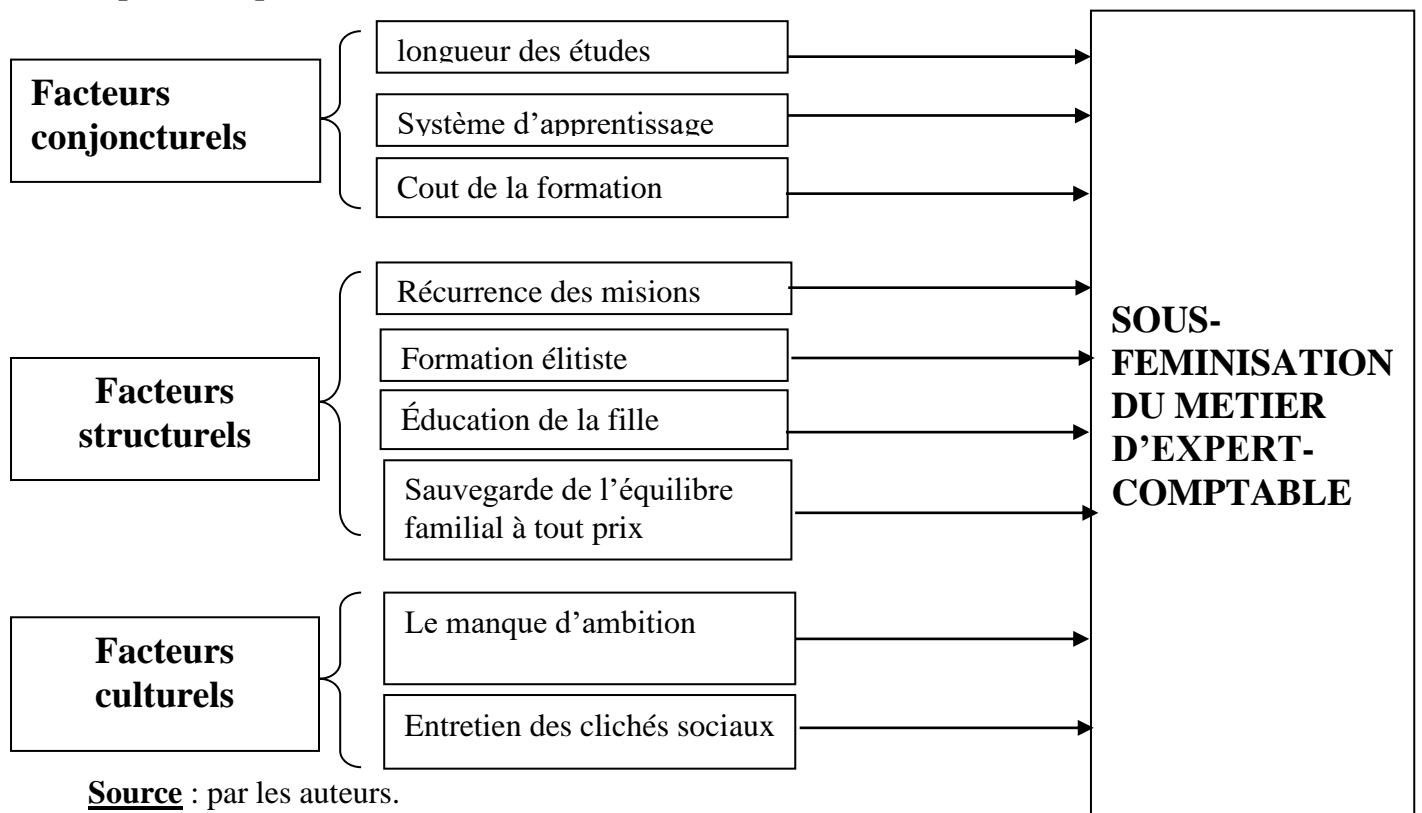 Facteurs
conjoncturels
longueur des études
Système d'apprentissage
Cout de la formation
Facteurs
structurels
Récurrence des misions
Formation élitiste
Éducation de la fille
Sauvegarde de l'équilibre
familial à tout prix
Facteurs
culturels
Le manque d'ambition
Entretien des clichés sociaux
SOUS-
FEMINISATION
DU METIER
D'EXPERT-
COMPTABLE
Source : par les auteurs.